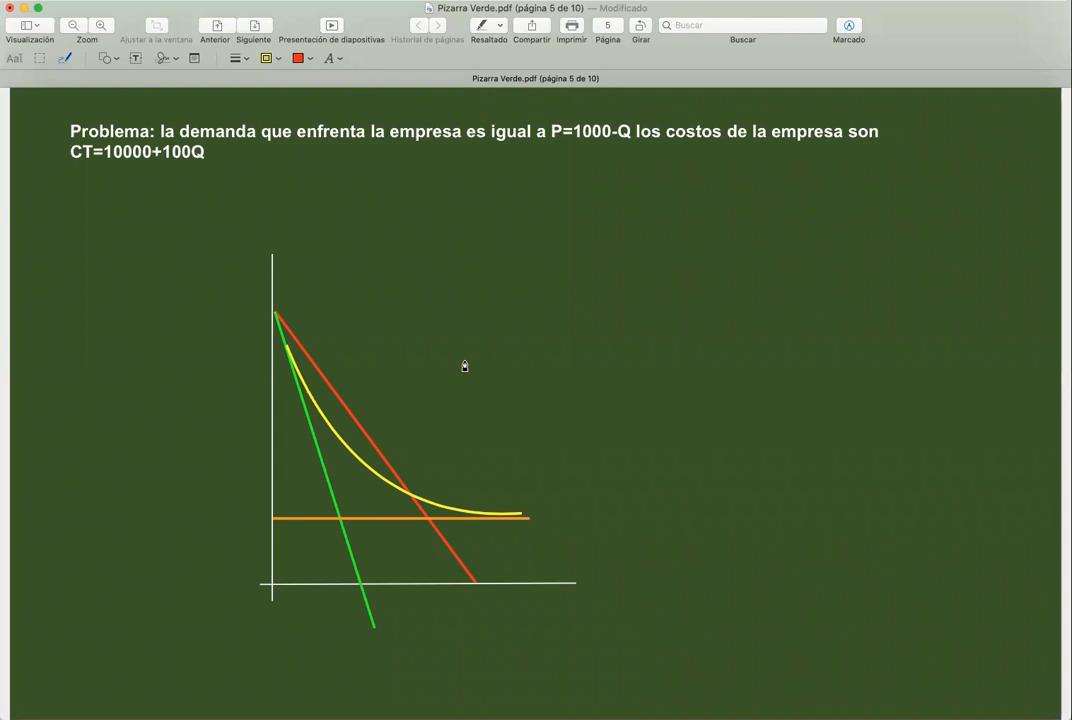 Pizarra Verde.pdf (página 5 de 10) — Modificado
Visualización Zoom Ajustar a la ventana Anterior Siguiente Presentación de diapositivas Historial de páginas Resaltado Compartir Imprimir 5 Página Girar Buscar Buscar Marcado
AaI T A
Pizarra Verde.pdf (página 5 de 10)
Problema: la demanda que enfrenta la empresa es igual a P=1000-Q los costos de la empresa son
CT=10000+100Q